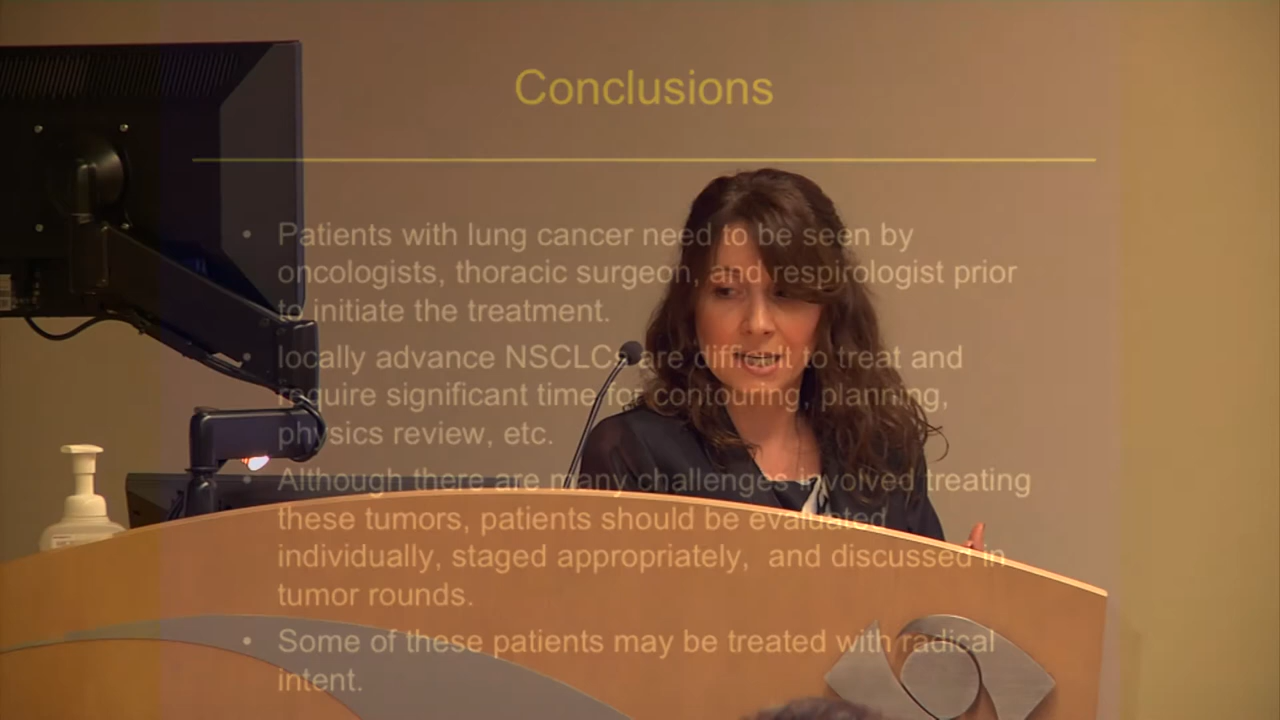 Conclusions
• Patients with lung cancer need to be seen by
oncologists, thoracic surgeon, and respirologist prior
to initiate the treatment.
• locally advance NSCLCs are difficult to treat and
require significant time for contouring, planning,
physics review, etc.
• Although there are many challenges involved treating
these tumors, patients should be evaluated
individually, staged appropriately, and discussed in
tumor rounds.
• Some of these patients may be treated with radical
intent.